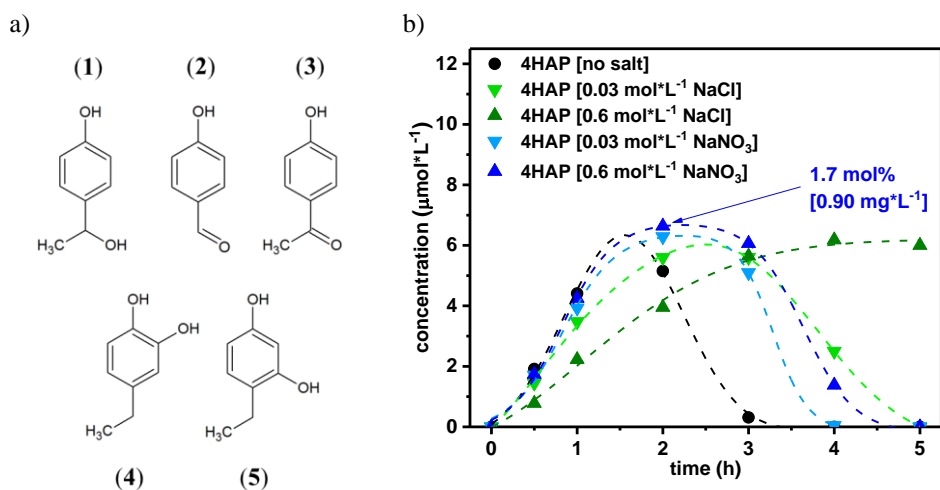 a)
(1) (2) (3)
OH OH OH
H3C OH O H3C O
OH OH
OH
OH
H3C H3C
(4) (5)
b)
12
10
8
6
4
2
0
concentration (µmol*L-1)
4HAP [no salt]
4HAP [0.03 mol*L-1 NaCl]
4HAP [0.6 mol*L-1 NaCl]
4HAP [0.03 mol*L-1 NaNO3]
4HAP [0.6 mol*L-1 NaNO3]
1.7 mol%
[0.90 mg*L-1]
0 1 2 3 4 5
time (h)